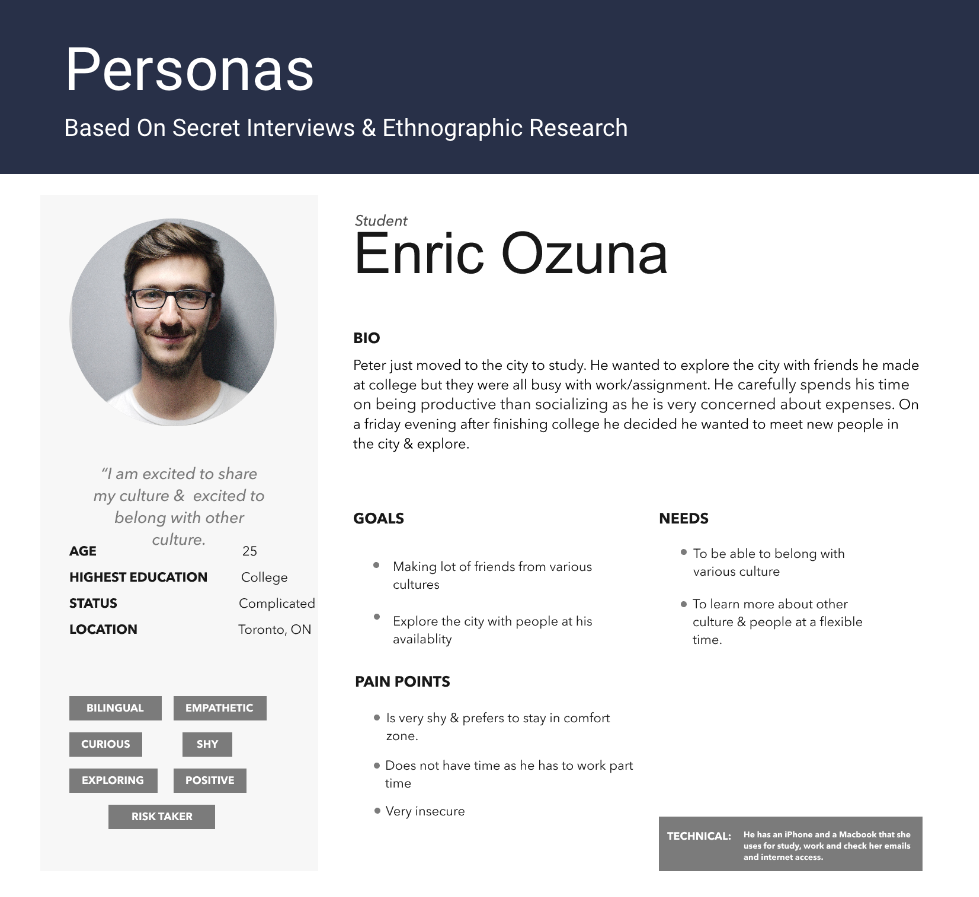 Personas
Based On Secret Interviews & Ethnographic Research
Student
Enric Ozuna
"I am excited to share
my culture &  excited to
belong with other
culture.
AGE 25
HIGHEST EDUCATION College
STATUS Complicated
LOCATION Toronto, ON
BILINGUAL EMPATHETIC
CURIOUS SHY
EXPLORING POSITIVE
RISK TAKER
BIO
Peter just moved to the city to study. He wanted to explore the city with friends he made
at college but they were all busy with work/assignment. He carefully spends his time
on being productive than socializing as he is very concerned about expenses. On
a friday evening after finishing college he decided he wanted to meet new people in
the city & explore.
GOALS
Making lot of friends from various
cultures
Explore the city with people at his
availablity
NEEDS
To be able to belong with
various culture
To learn more about other
culture & people at a flexible
time.
PAIN POINTS
Is very shy & prefers to stay in comfort
zone.
Does not have time as he has to work part
time
Very insecure
TECHNICAL: He has an iPhone and a Macbook that she
uses for study, work and check her emails
and internet access.